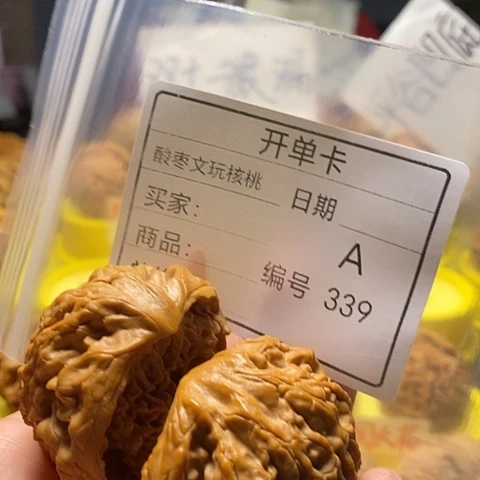 开单卡
酸枣文玩核桃 日期
买家：
商品： A
编号 339